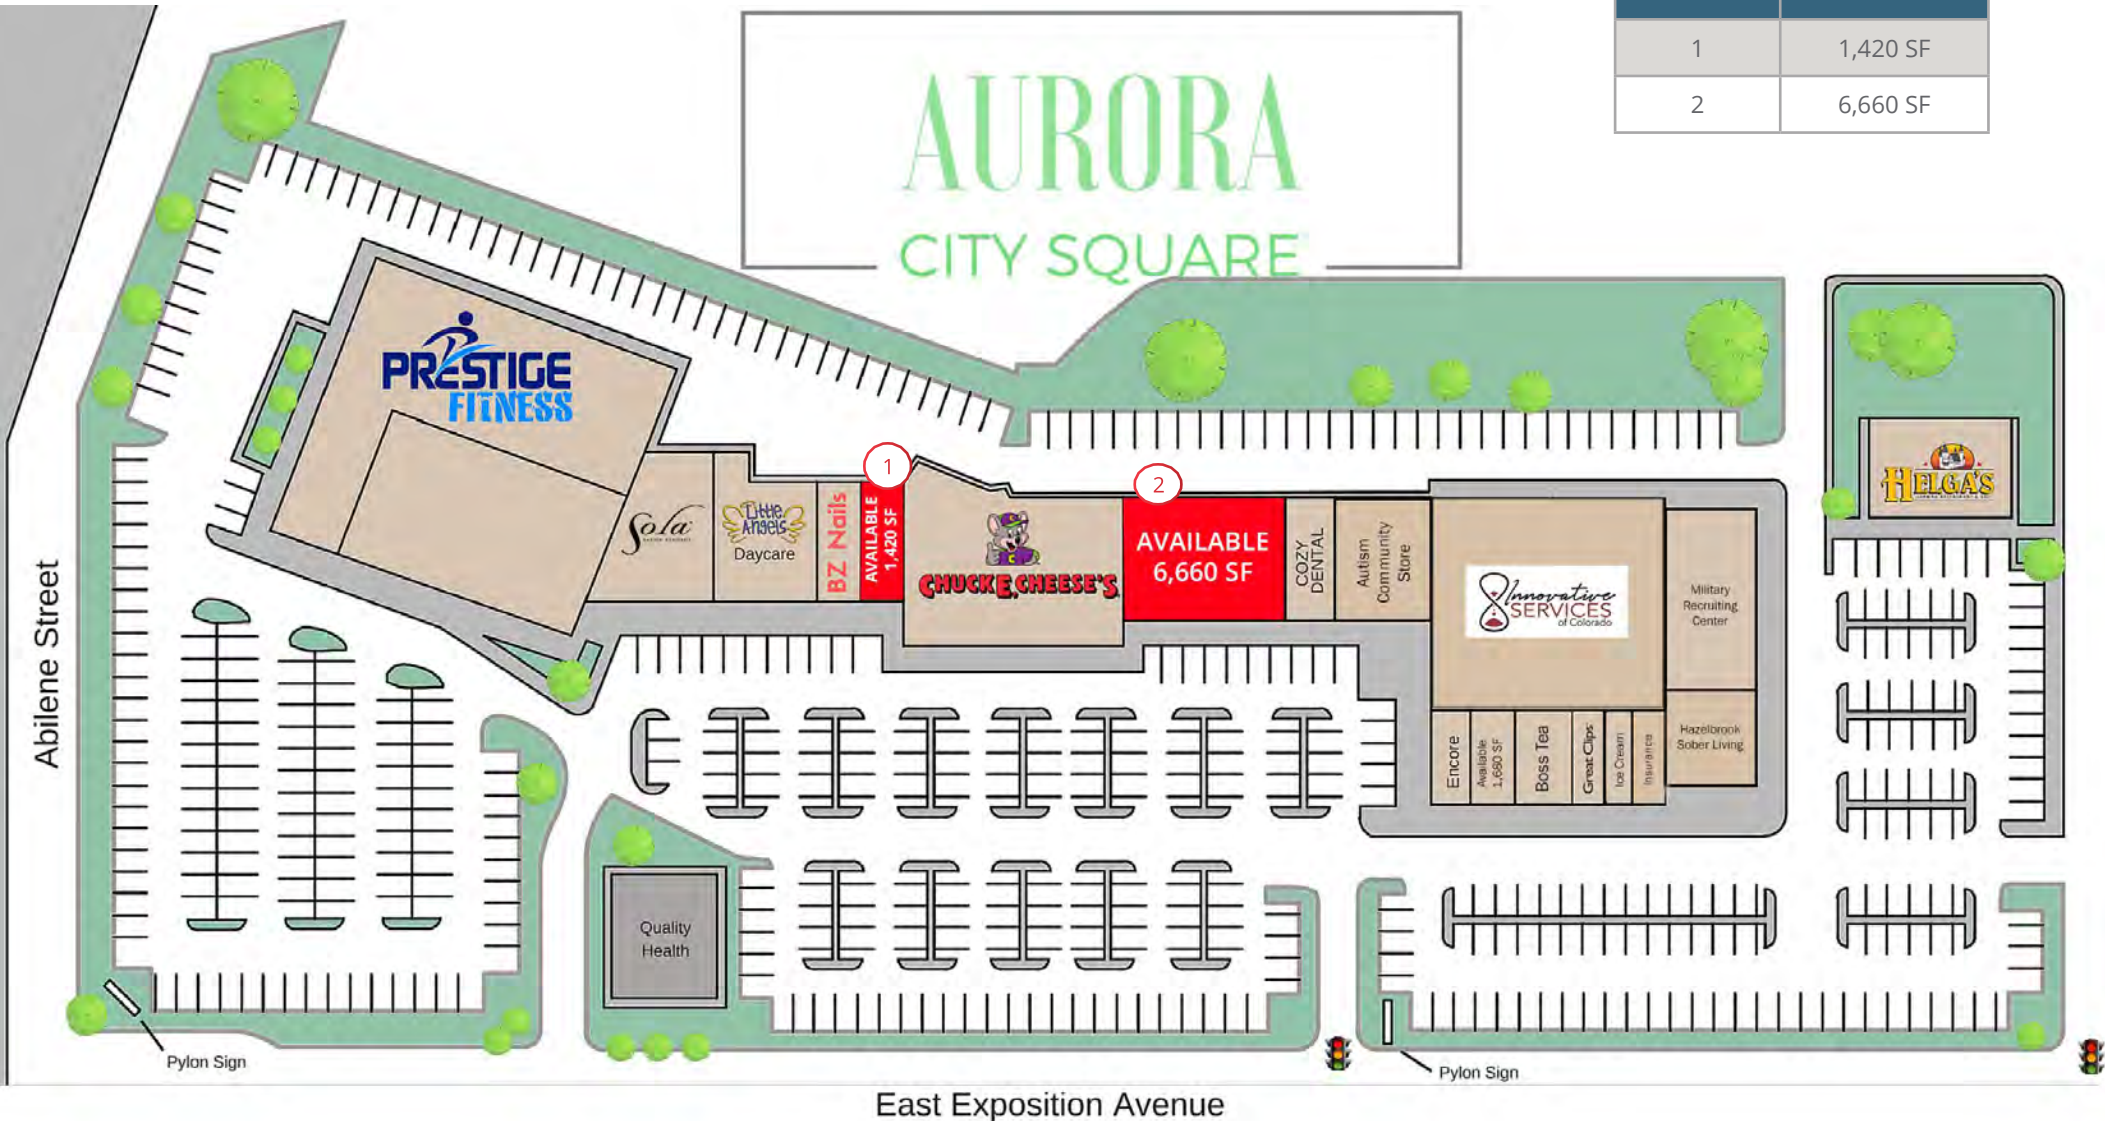 1 1,420 SF
2 6,660 SF
AURORA
CITY SQUARE
PRESTIGE
FITNESS
Sola
Little
Angels
Daycare
BZ Nails
1
AVAILABLE
1,420 SF
CHUCK E. CHEESE'S
2
AVAILABLE
6,660 SF
COZY
DENTAL
Autism
Community
Store
Innovative
SERVICES
of Colorado
Military
Recruiting
Center
Hazelbrook
Sober Living
Encore
Available
1,680 SF
Boss Tea
Great Clips
Ice Cream
Insurance
HELGA'S
Quality
Health
Abilene Street
Pylon Sign
Pylon Sign
East Exposition Avenue